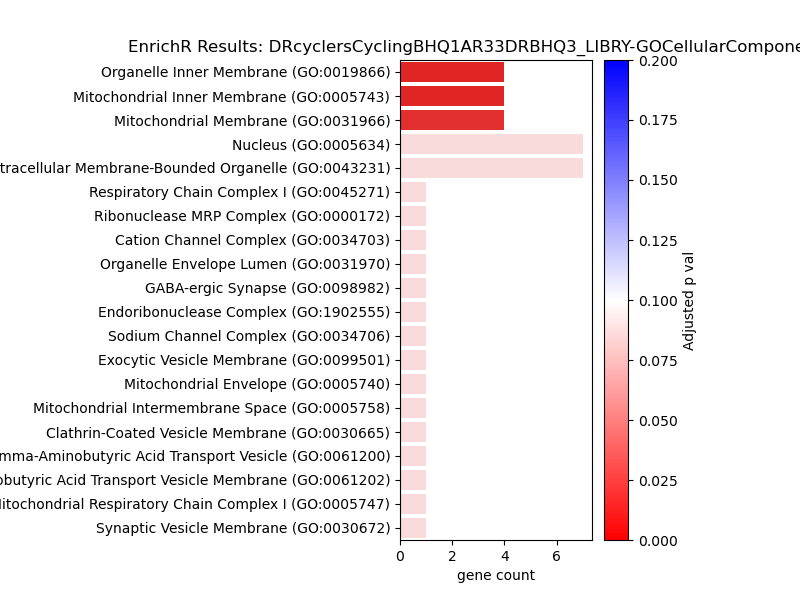 EnrichR Results: DRcyclersCyclingBHQ1AR33DRBHQ3_LIBRY-GOCellularCompone
Organelle Inner Membrane (GO:0019866)
Mitochondrial Inner Membrane (GO:0005743)
Mitochondrial Membrane (GO:0031966)
Nucleus (GO:0005634)
tracellular Membrane-Bounded Organelle (GO:0043231)
Respiratory Chain Complex I (GO:0045271)
Ribonuclease MRP Complex (GO:0000172)
Cation Channel Complex (GO:0034703)
Organelle Envelope Lumen (GO:0031970)
GABA-ergic Synapse (GO:0098982)
Endoribonuclease Complex (GO:1902555)
Sodium Channel Complex (GO:0034706)
Exocytic Vesicle Membrane (GO:0099501)
Mitochondrial Envelope (GO:0005740)
Mitochondrial Intermembrane Space (GO:0005758)
Clathrin-Coated Vesicle Membrane (GO:0030665)
mma-Aminobutyric Acid Transport Vesicle (GO:0061200)
obutyric Acid Transport Vesicle Membrane (GO:0061202)
Mitochondrial Respiratory Chain Complex I (GO:0005747)
Synaptic Vesicle Membrane (GO:0030672)
0 2 4 6
gene count
0.200
0.175
0.150
0.125
0.100
0.075
0.050
0.025
0.000
Adjusted p val